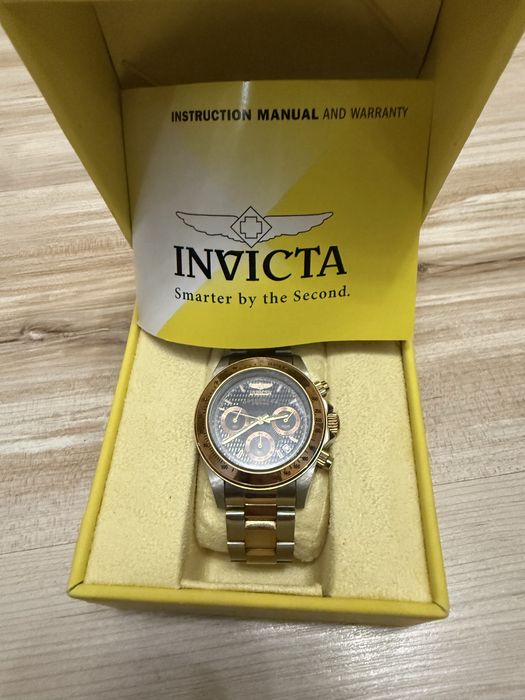 INSTRUCTION MANUAL AND WARRANTY
INVICTA
Smarter by the Second.